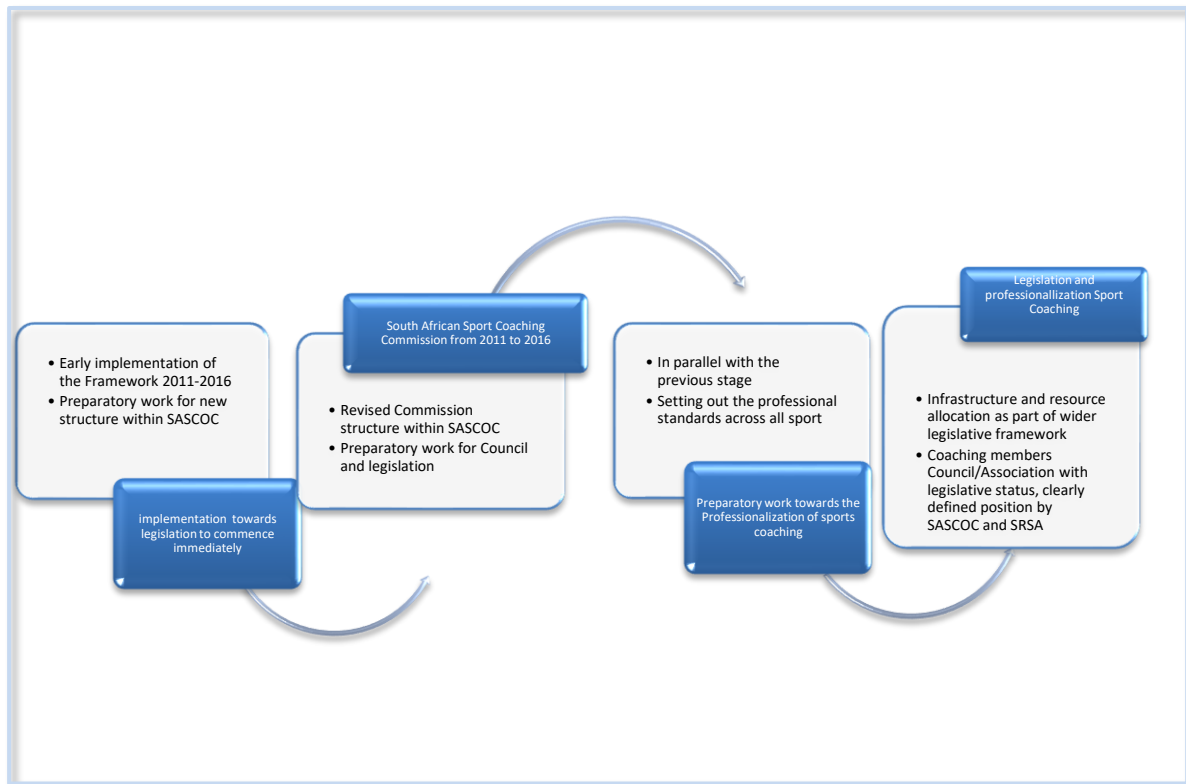 • Early implementation of
the Framework 2011-2016
• Preparatory work for new
structure within SASCOC
implementation towards
legislation to commence
immediately
South African Sport Coaching
Commission from 2011 to 2016
• Revised Commission
structure within SASCOC
• Preparatory work for Council
and legislation
• In parallel with the
previous stage
• Setting out the professional
standards across all sport
Preparatory work towards the
Professionalization of sports
coaching
Legislation and
professionallization Sport
Coaching
• Infrastructure and resource
allocation as part of wider
legislative framework
• Coaching members
Council/Association with
legislative status, clearly
defined position by
SASCOC and SRSA